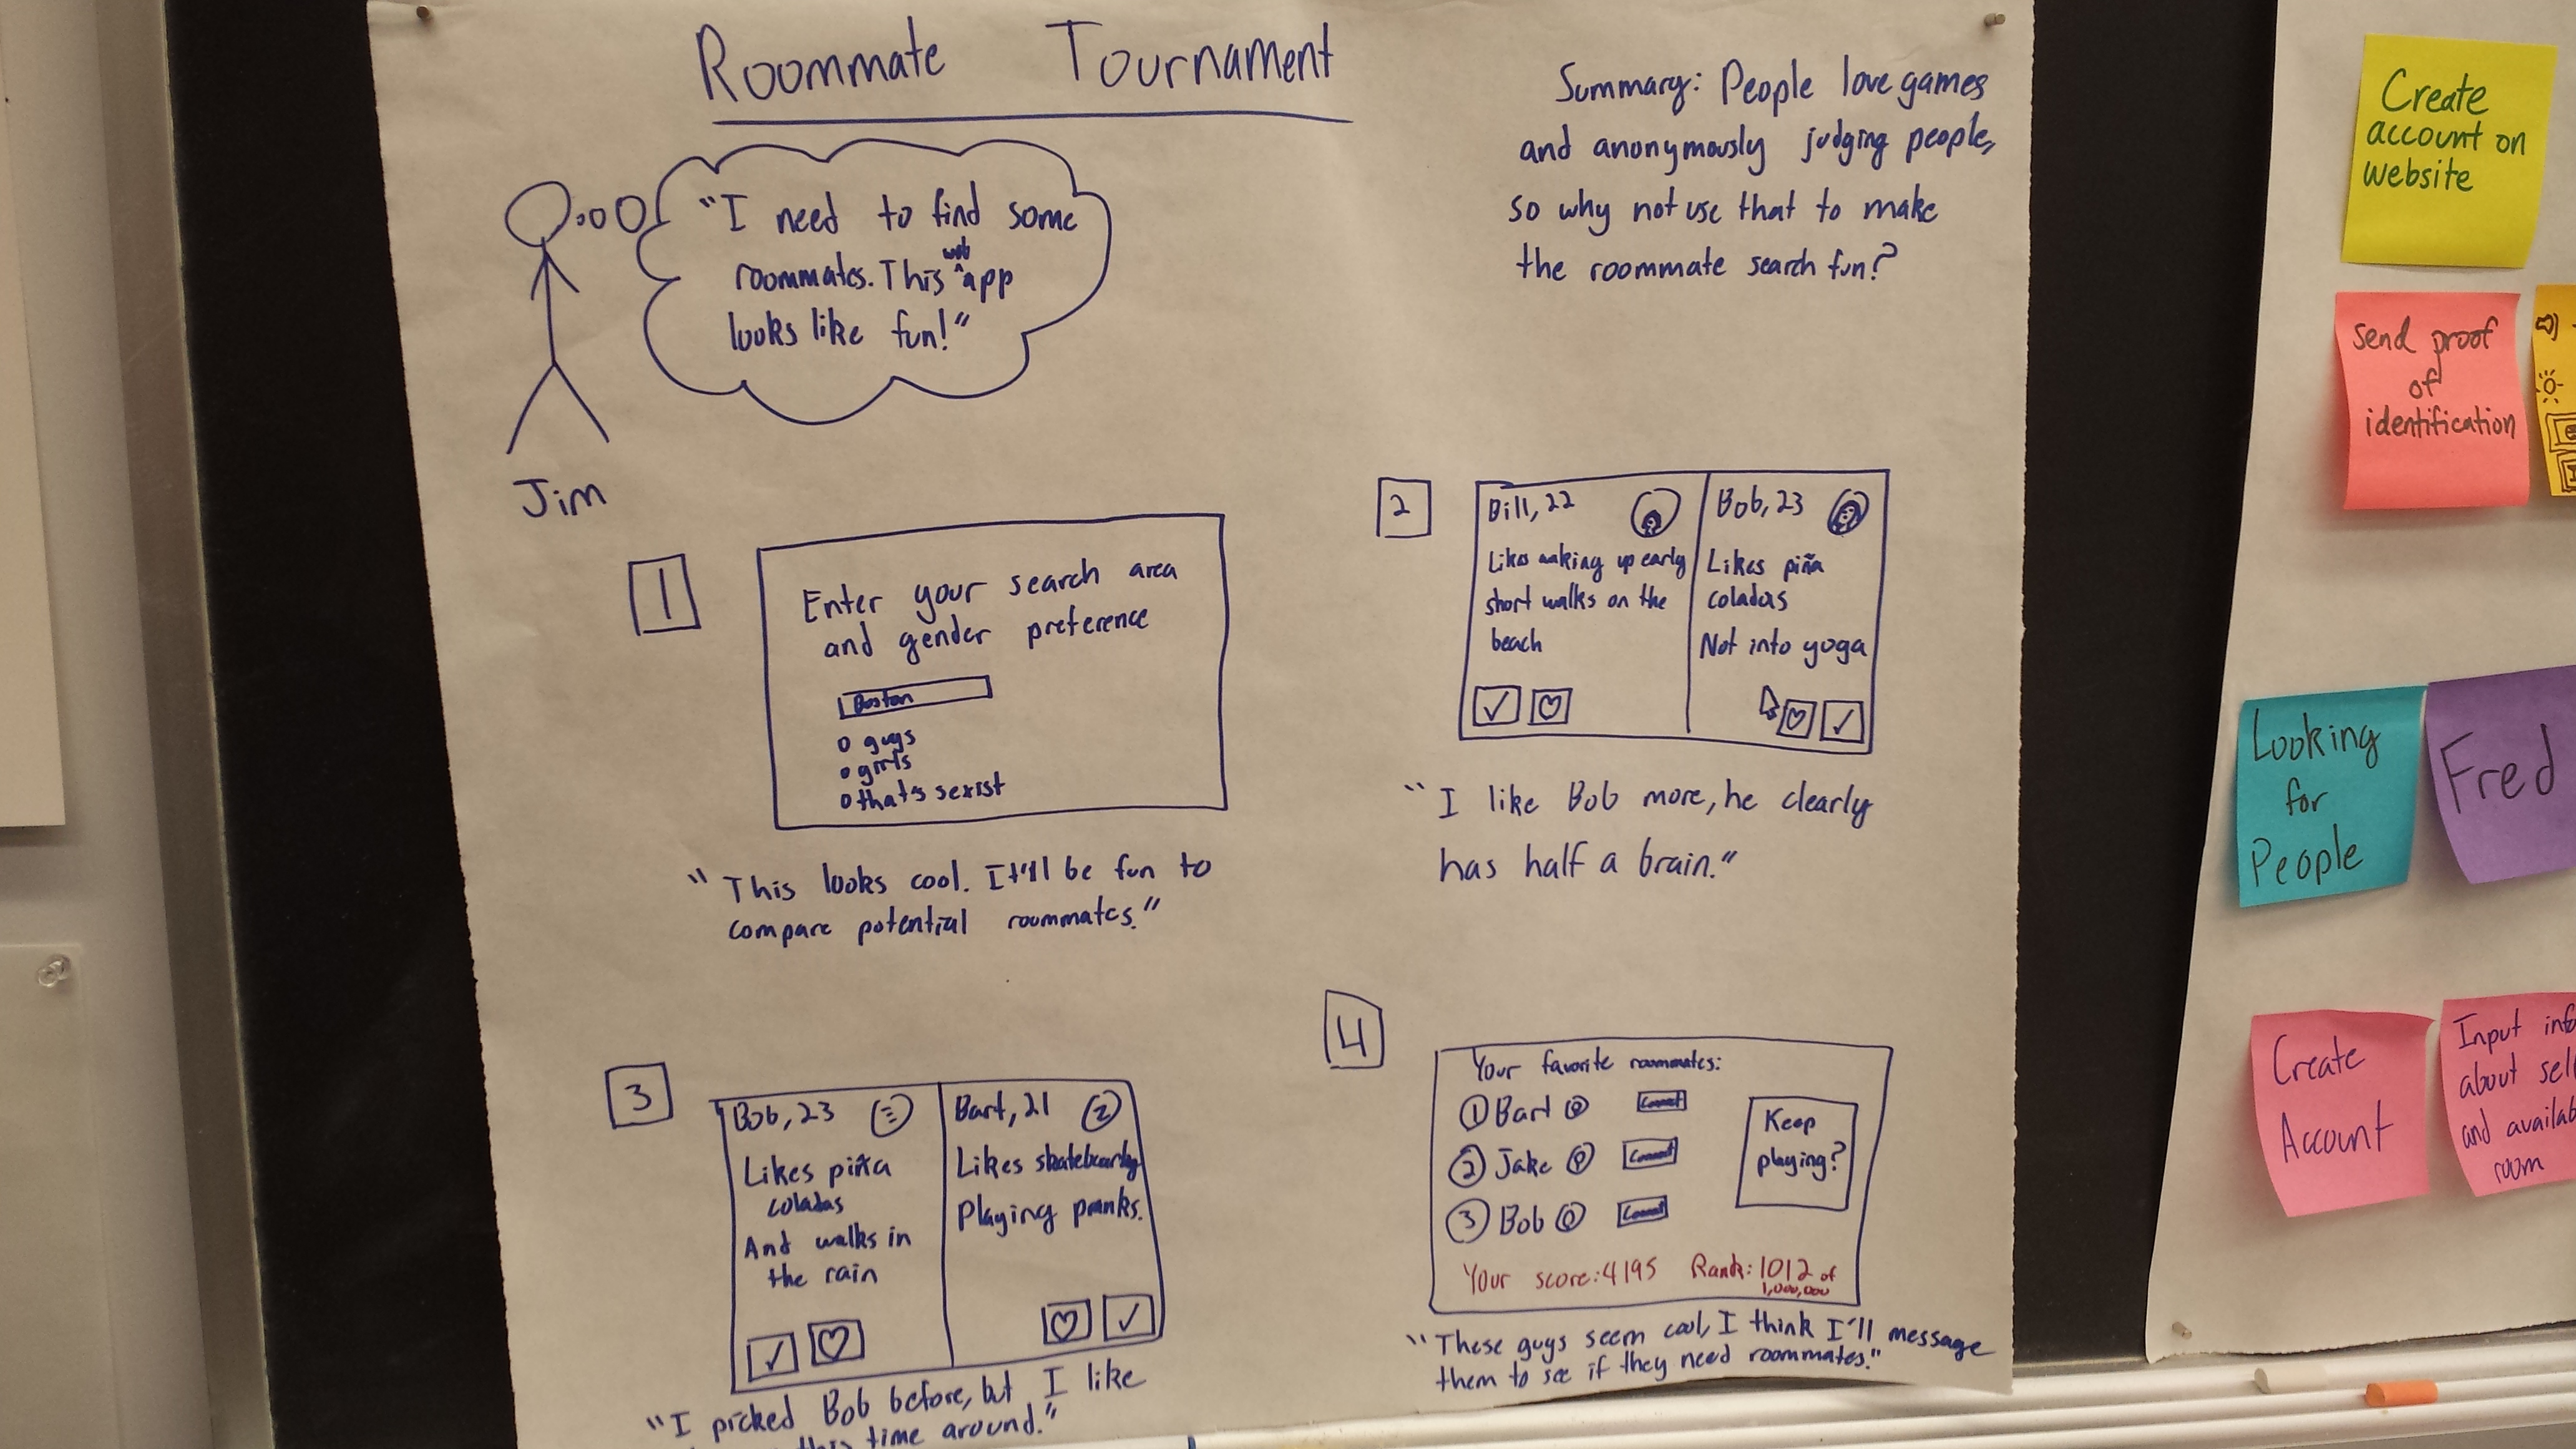 Roommate Tournament
Summary: People love games
and anonymously judging people,
so why not use that to make
the roommate search fun?
"I need to find some
roommates. This web app
looks like fun!"
Jim
1
Enter your search area
and gender preference
Boston
guys
girls
that's sexist
"This looks cool. It'll be fun to
compare potential roommates."
2
Bill, 22
Likes waking up early
short walks on the
beach
Bob, 23
Likes piña
coladas
Not into yoga
"I like Bob more, he clearly
has half a brain."
3
Bob, 23
Likes piña
coladas
And walks in
the rain
Bart, 21
Likes skateboarding
Playing pranks.
"I picked Bob before, but I like
this time around."
4
Your favorite roommates:
1 Bart
2 Jake
3 Bob
Keep
playing?
Your score: 4195 Rank: 1012 of
1,000,000
"These guys seem cool, I think I'll message
them to see if they need roommates."
Create
account on
website
Send proof
of
identification
Looking
for
People
Fred
Create
Account
Input info
about self
and
room